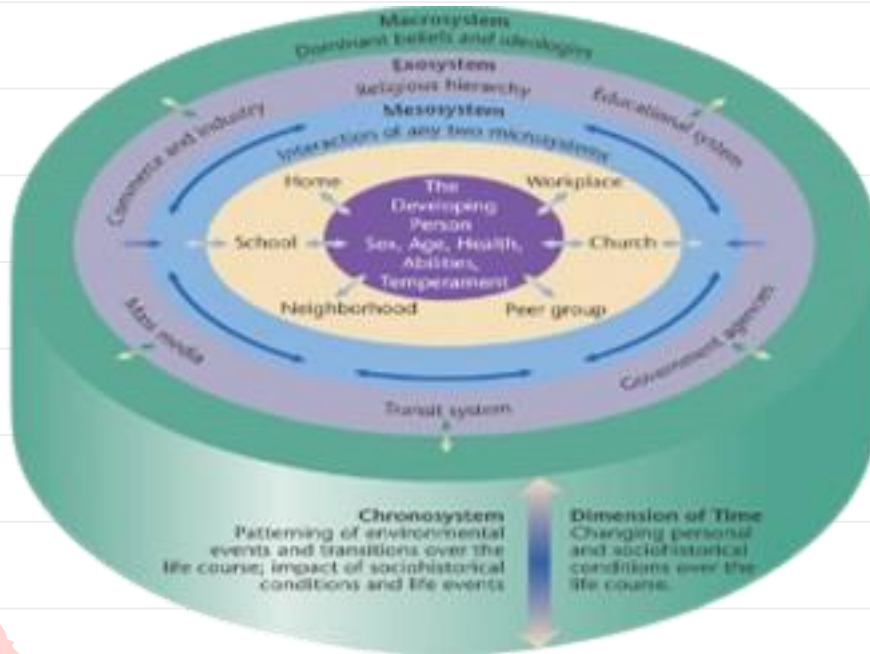 Macrosystem
Dominant beliefs and ideologies
Exosystem
Religious hierarchy
Mesosystem
Interaction of any two microsystems
Commerce and industry
Educational system
Home
Workplace
The
Developing
Person
Sex, Age, Health,
Abilities,
Temperament
School
Church
Neighborhood
Peer group
Mass media
Government agencies
Transit system
Chronosystem
Patterning of environmental
events and transitions over the
life course; impact of sociohistorical
conditions and life events
Dimension of Time
Changing personal
and sociohistorical
conditions over the
life course.